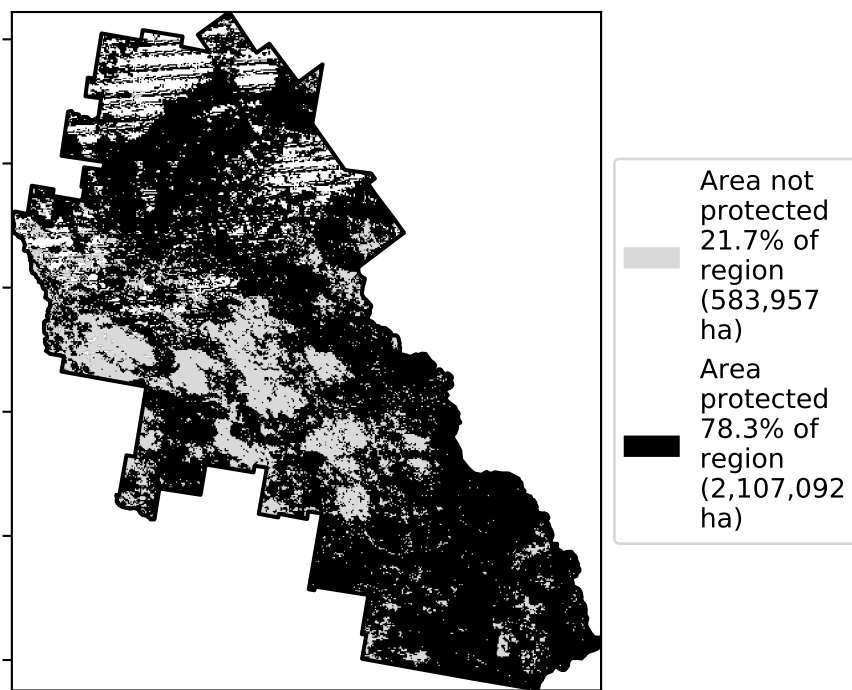 Area not
protected
21.7% of
region
(583,957
ha)
Area
protected
78.3% of
region
(2,107,092
ha)